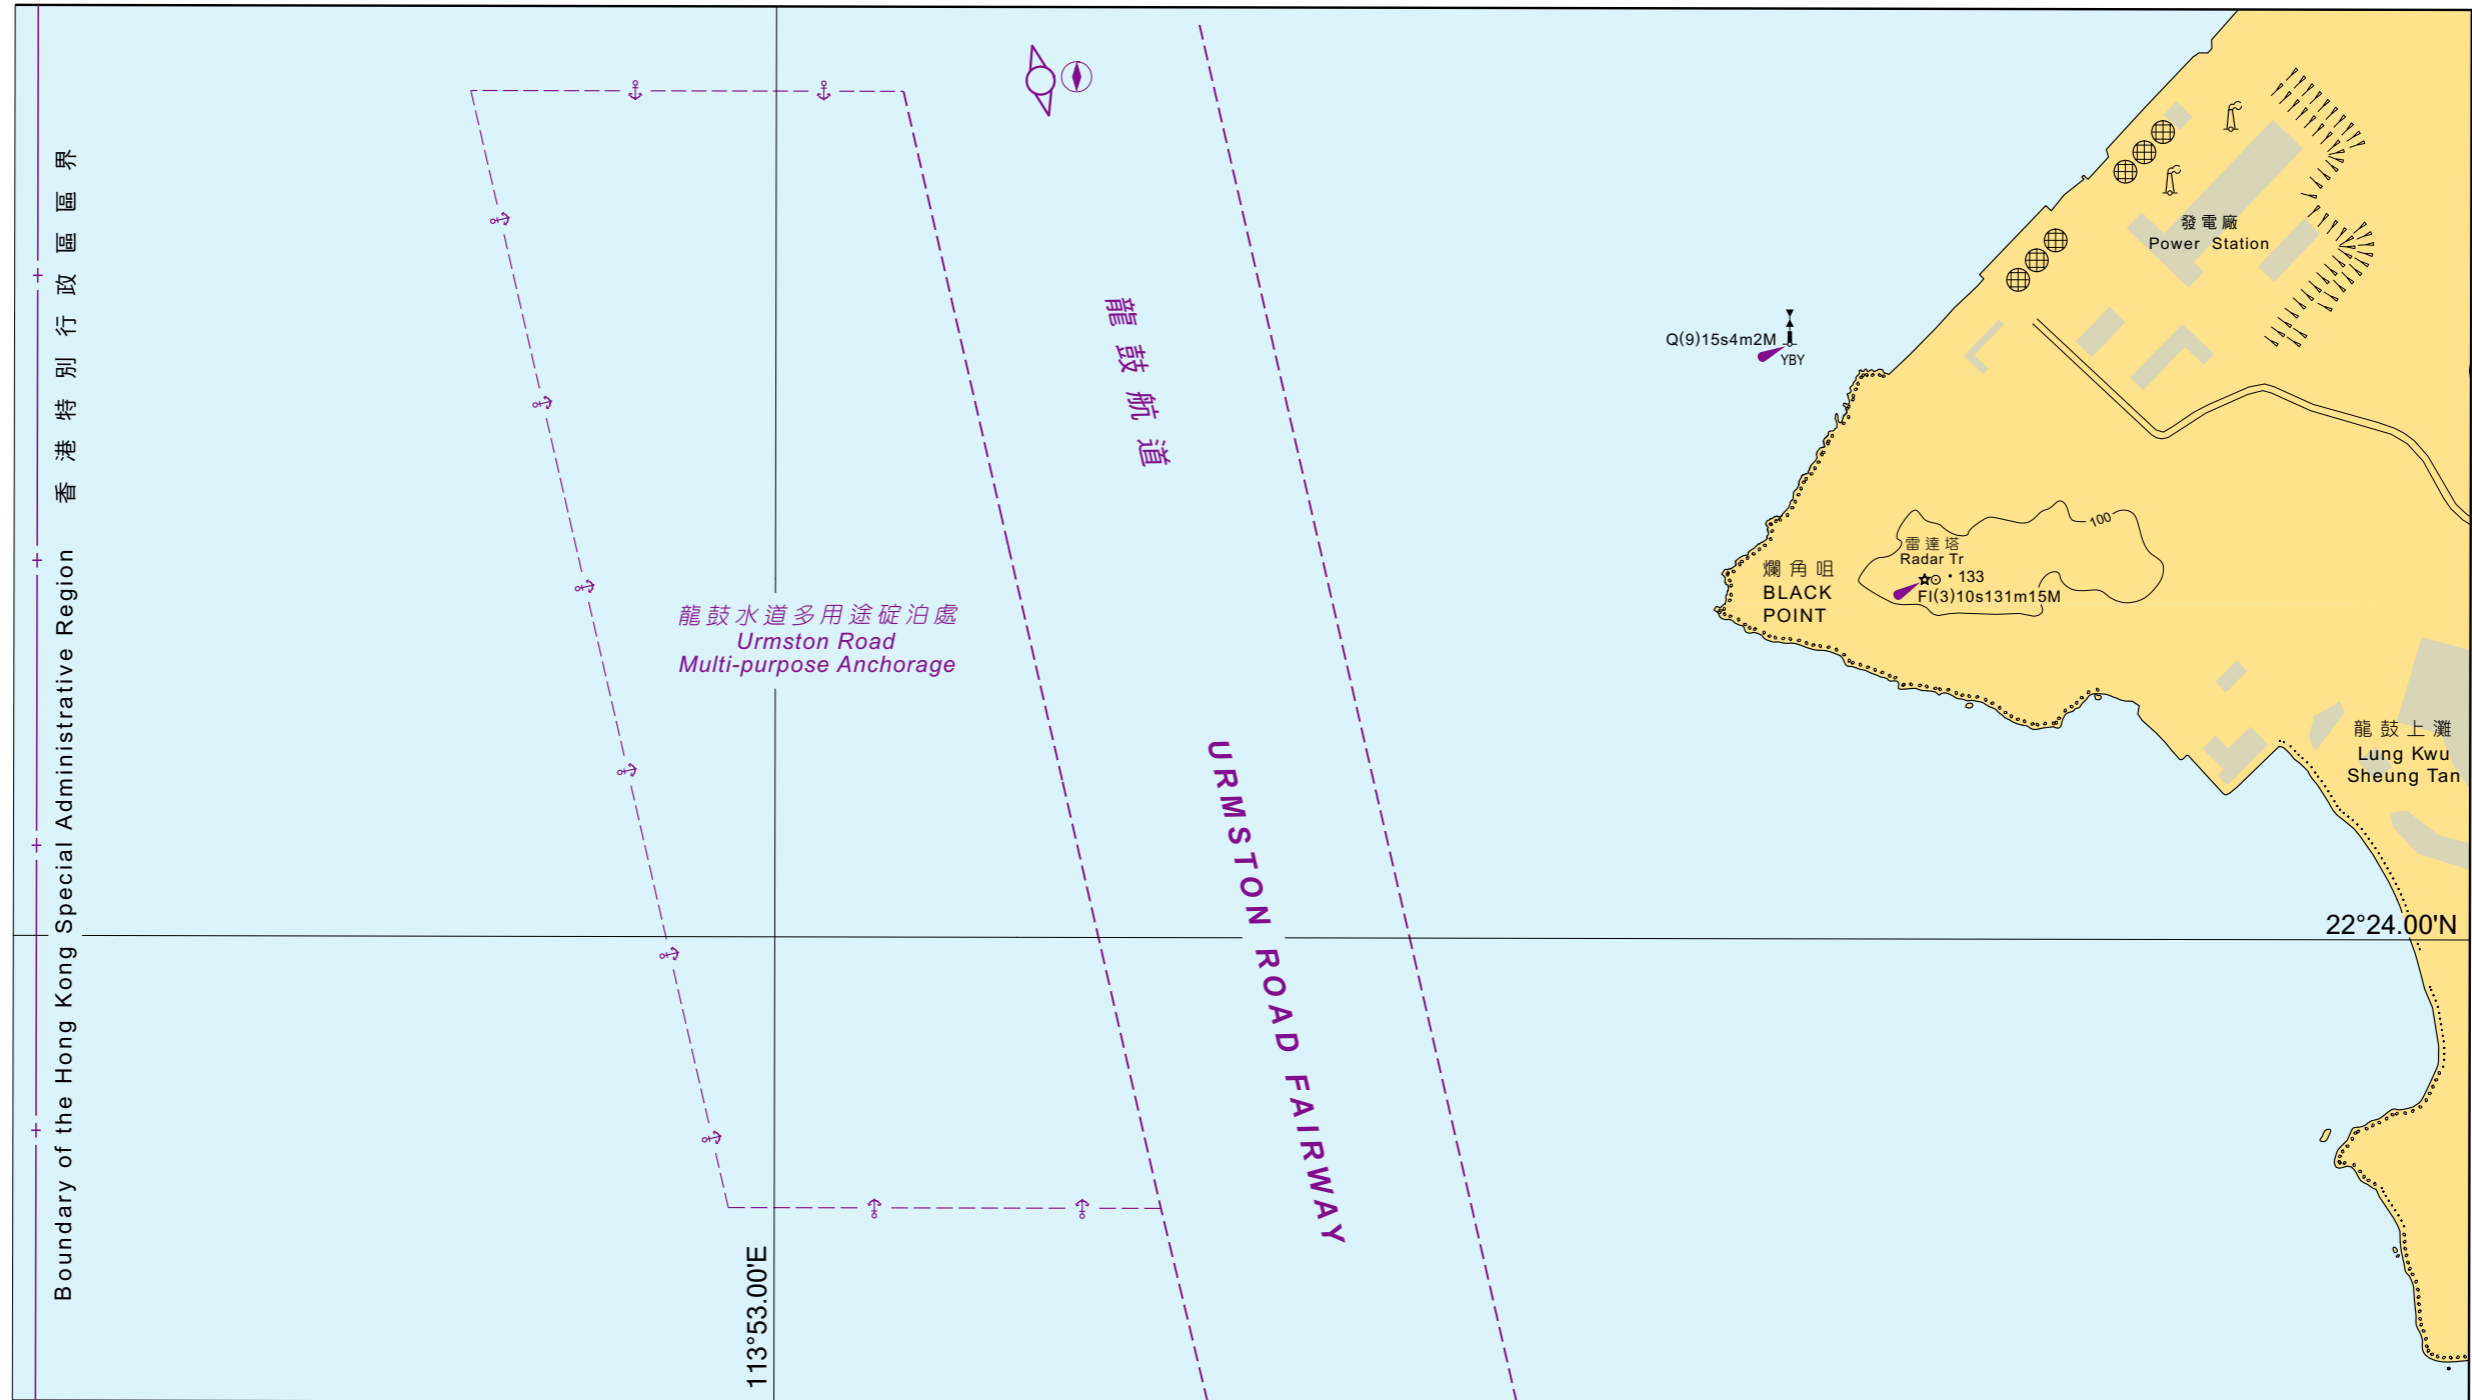 香港特別行政區區界
Boundary of the Hong Kong Special Administrative Region
龍鼓航道
URMSTON ROAD FAIRWAY
龍鼓水道多用途碇泊處
Urmston Road
Multi-purpose Anchorage
發電廠
Power Station
Q(9)15s4m2M
YBY
100
雷達塔
Radar Tr
133
Fl(3)10s131m15M
爛角咀
BLACK
POINT
龍鼓上灘
Lung Kwu
Sheung Tan
22°24.00'N
113°53.00'E